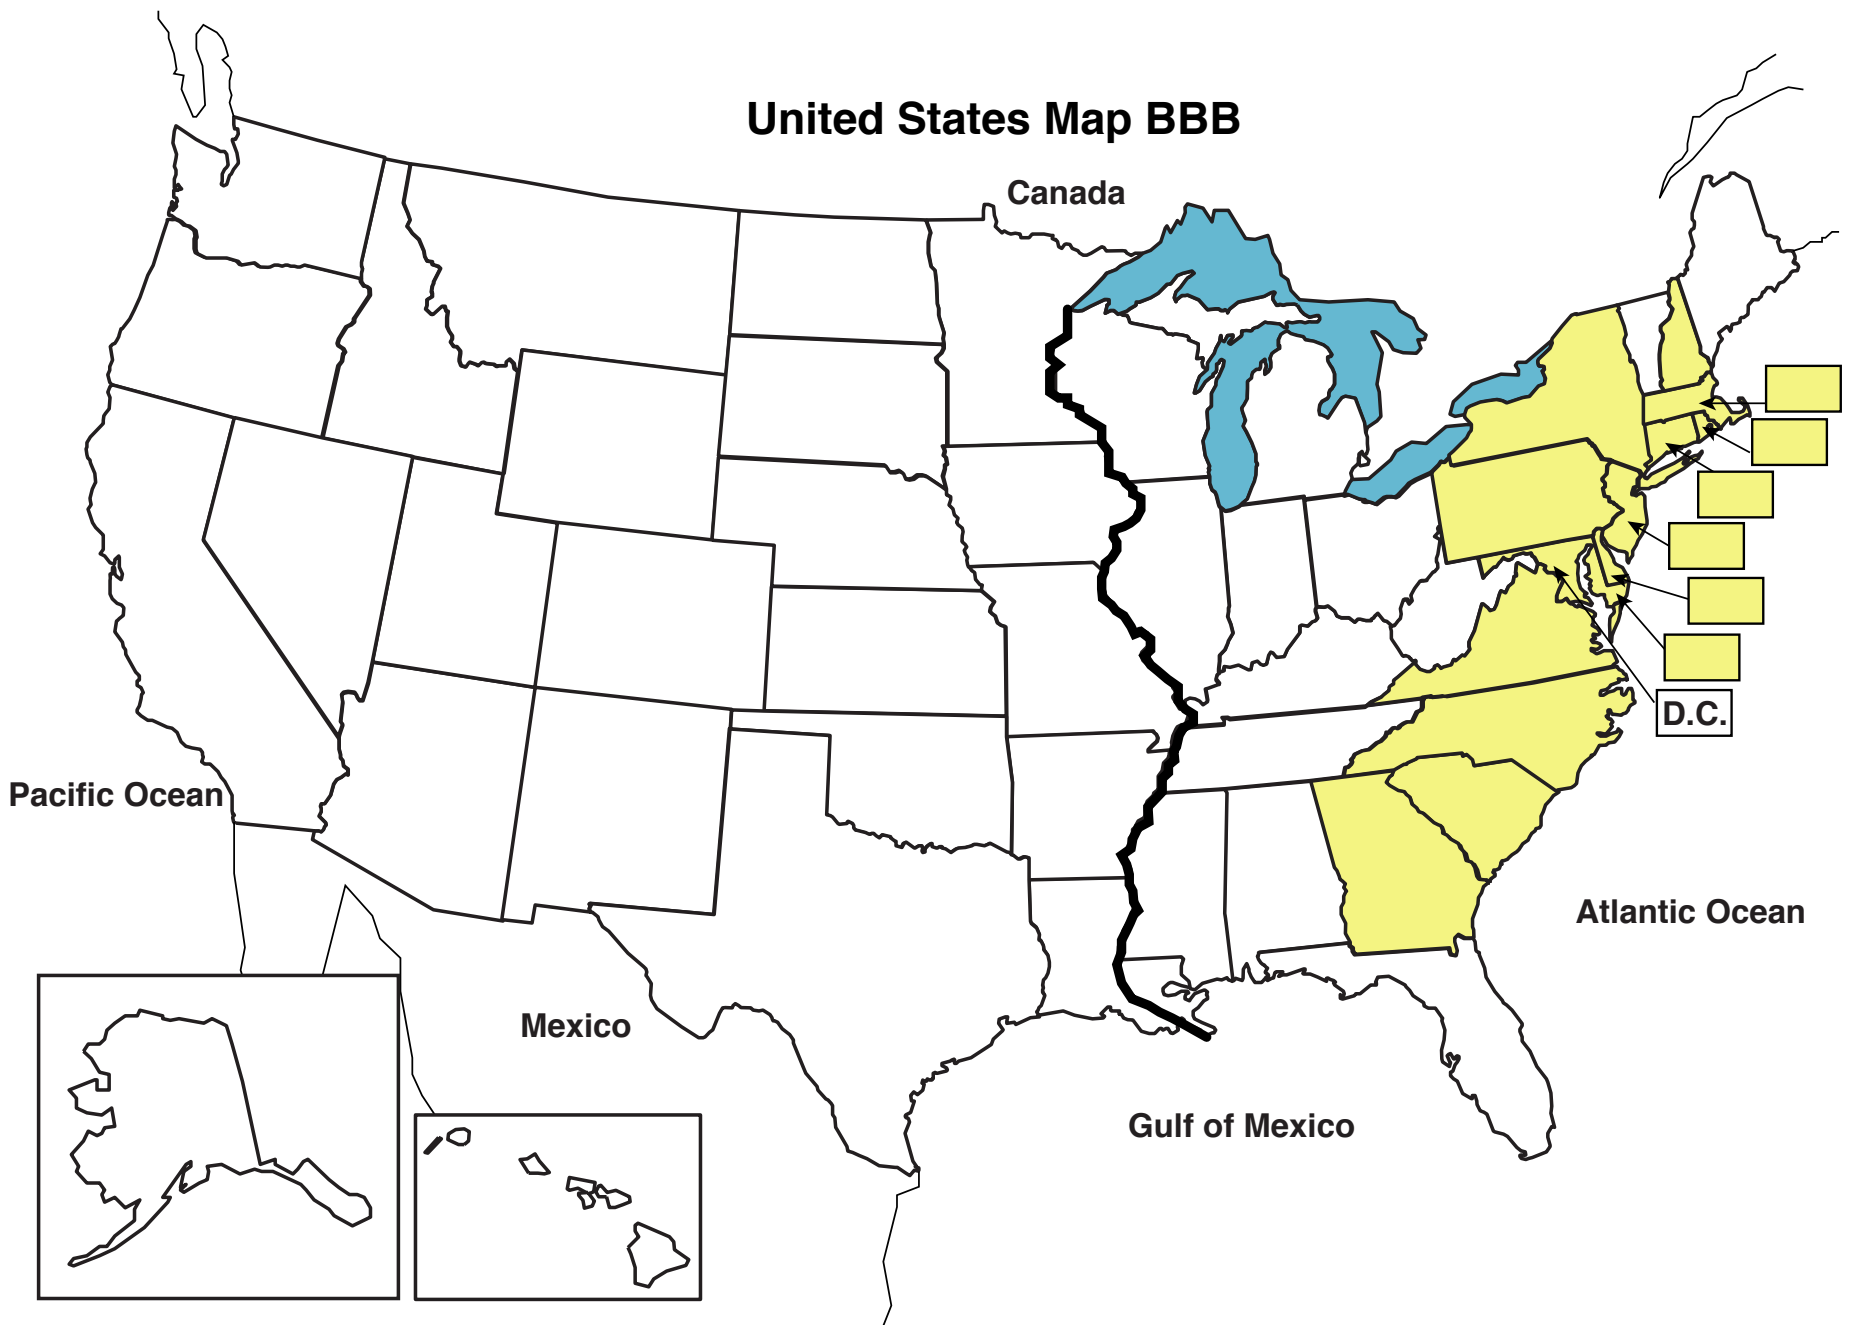 United States Map BBB
Canada
D.C.
Pacific Ocean
Atlantic Ocean
Mexico
Gulf of Mexico